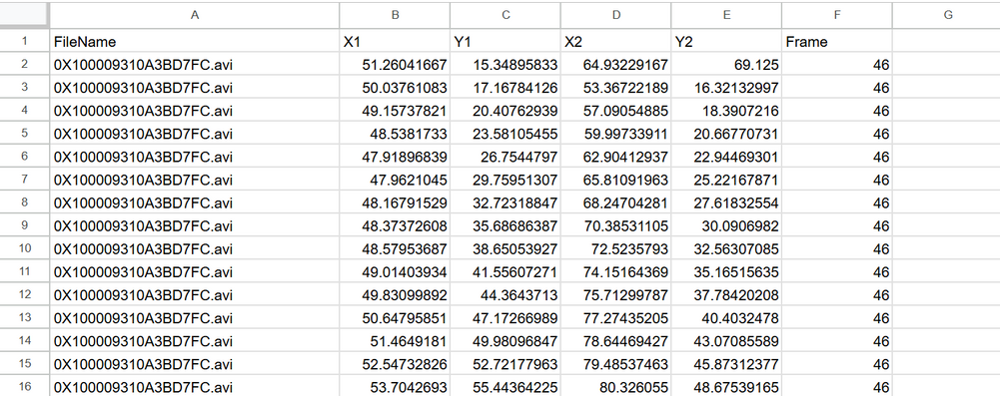 A B C D E F G
1 FileName X1 Y1 X2 Y2 Frame
2 0X100009310A3BD7FC.avi 51.26041667 15.34895833 64.93229167 69.125 46
3 0X100009310A3BD7FC.avi 50.03761083 17.16784126 53.36722189 16.32132997 46
4 0X100009310A3BD7FC.avi 49.15737821 20.40762939 57.09054885 18.3907216 46
5 0X100009310A3BD7FC.avi 48.5381733 23.58105455 59.99733911 20.66770731 46
6 0X100009310A3BD7FC.avi 47.91896839 26.7544797 62.90412937 22.94469301 46
7 0X100009310A3BD7FC.avi 47.9621045 29.75951307 65.81091963 25.22167871 46
8 0X100009310A3BD7FC.avi 48.16791529 32.72318847 68.24704281 27.61832554 46
9 0X100009310A3BD7FC.avi 48.37372608 35.68686387 70.38531105 30.0906982 46
10 0X100009310A3BD7FC.avi 48.57953687 38.65053927 72.5235793 32.56307085 46
11 0X100009310A3BD7FC.avi 49.01403934 41.55607271 74.15164369 35.16515635 46
12 0X100009310A3BD7FC.avi 49.83099892 44.3643713 75.71299787 37.78420208 46
13 0X100009310A3BD7FC.avi 50.64795851 47.17266989 77.27435205 40.4032478 46
14 0X100009310A3BD7FC.avi 51.4649181 49.98096847 78.64469427 43.07085589 46
15 0X100009310A3BD7FC.avi 52.54732826 52.72177963 79.48537463 45.87312377 46
16 0X100009310A3BD7FC.avi 53.7042693 55.44364225 80.326055 48.67539165 46